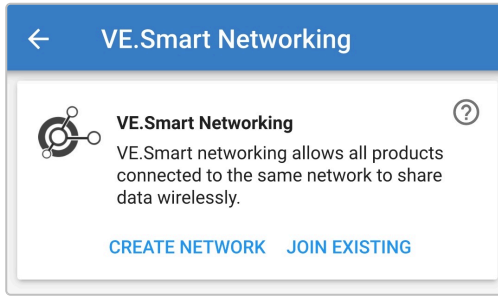 VE.Smart Networking
VE.Smart Networking
VE.Smart networking allows all products
connected to the same network to share
data wirelessly.
CREATE NETWORK JOIN EXISTING